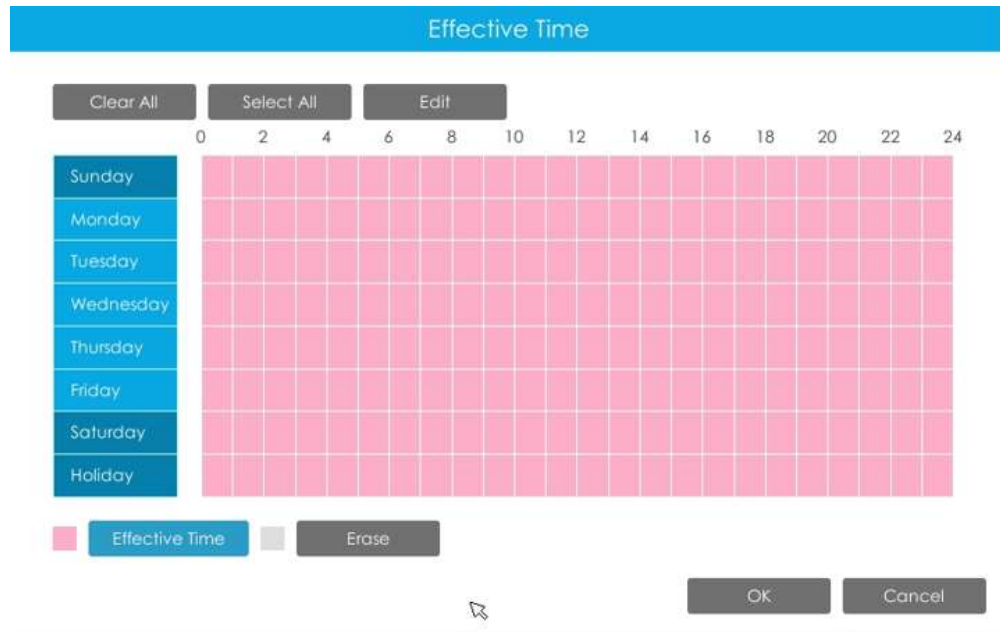 Effective Time
Clear All Select All Edit
0 2 4 6 8 10 12 14 16 18 20 22 24
Sunday
Monday
Tuesday
Wednesday
Thursday
Friday
Saturday
Holiday
Effective Time Erase
OK Cancel